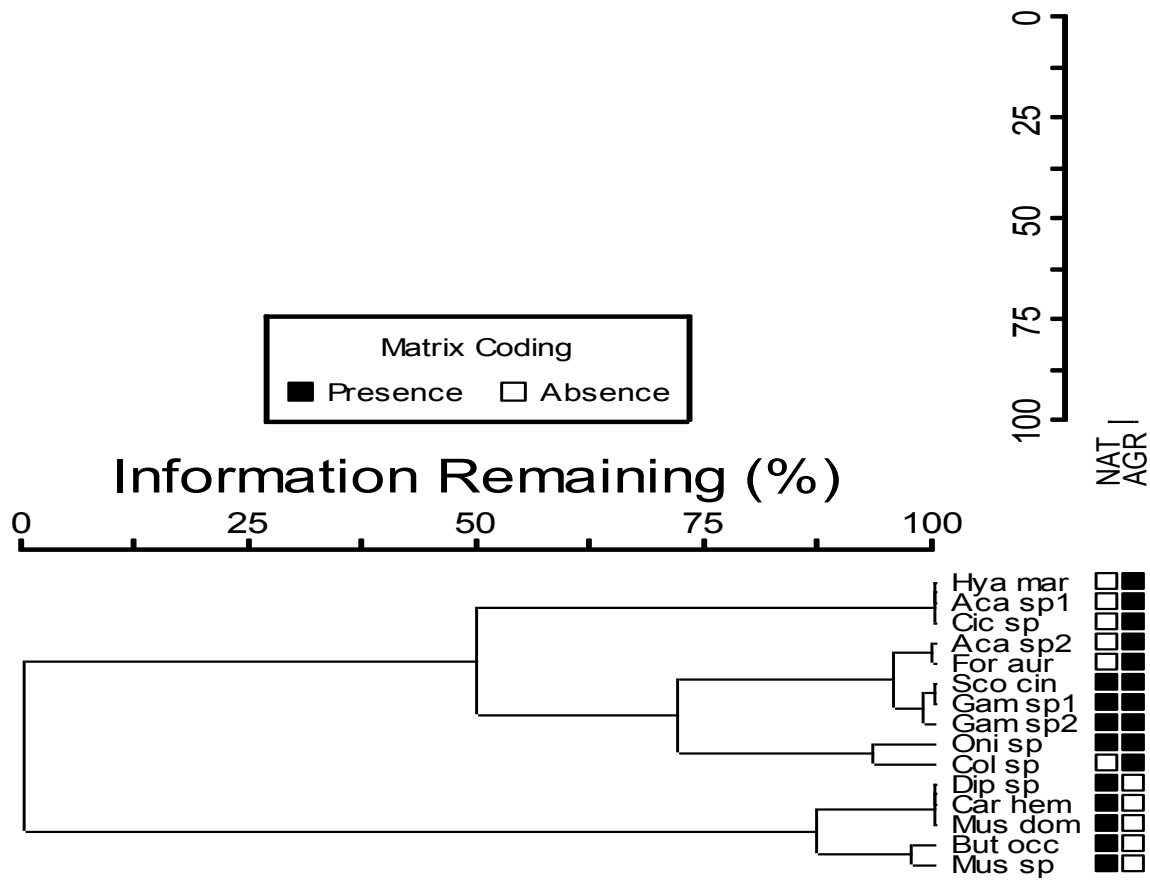 0
25
50
75
100
Matrix Coding
Presence Absence
NAT
AGR
Information Remaining (%)
0 25 50 75 100
Hya mar
Aca sp1
Cic sp
Aca sp2
For aur
Sco cin
Gam sp1
Gam sp2
Oni sp
Col sp
Dip sp
Car hem
Mus dom
But occ
Mus sp